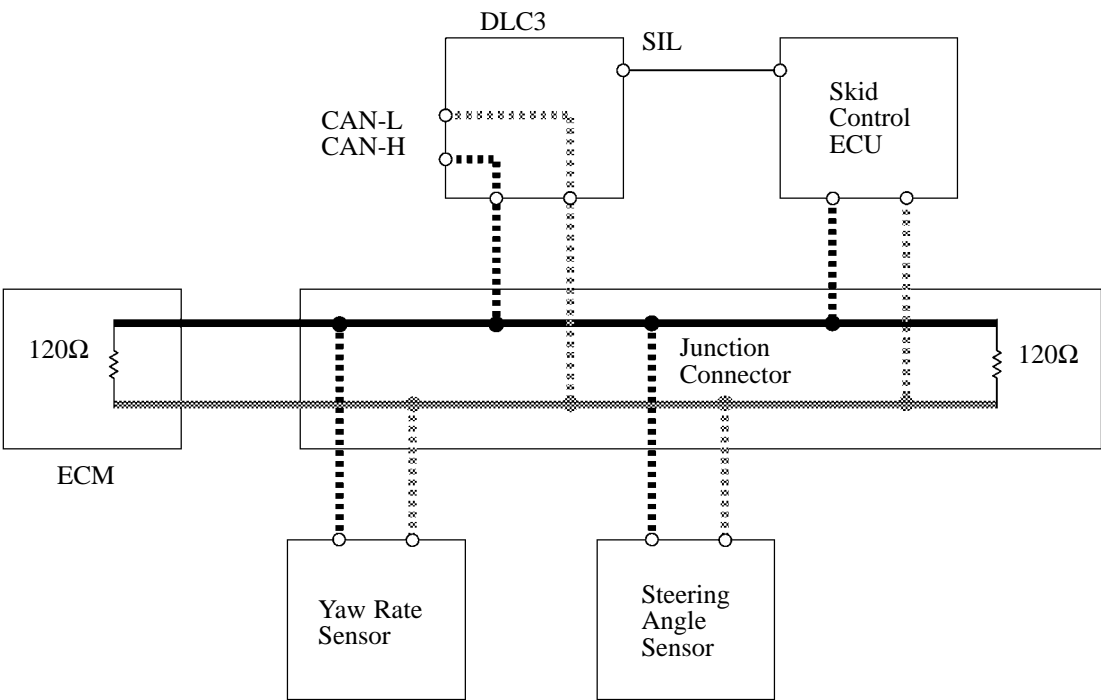 DLC3
SIL
CAN-L
CAN-H
Skid
Control
ECU
120Ω
Junction
Connector
120Ω
ECM
Yaw Rate
Sensor
Steering
Angle
Sensor